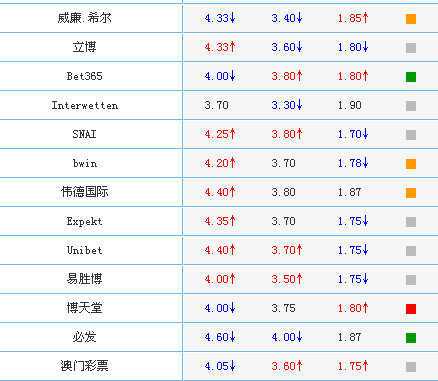 威廉.希尔 4.33↓ 3.40↓ 1.85↑
立博 4.33↑ 3.60↓ 1.80↓
Bet365 4.00↓ 3.80↑ 1.80↑
Interwetten 3.70 3.30↓ 1.90
SNAI 4.25↑ 3.80↑ 1.70↓
bwin 4.20↑ 3.70 1.78↓
伟德国际 4.40↑ 3.80 1.87
Expekt 4.35↑ 3.70 1.75↓
Unibet 4.40↑ 3.70↑ 1.75↓
易胜博 4.00↑ 3.50↑ 1.75↓
博天堂 4.00↓ 3.75 1.80↑
必发 4.60↓ 4.00↓ 1.87
澳门彩票 4.05↓ 3.60↑ 1.75↑